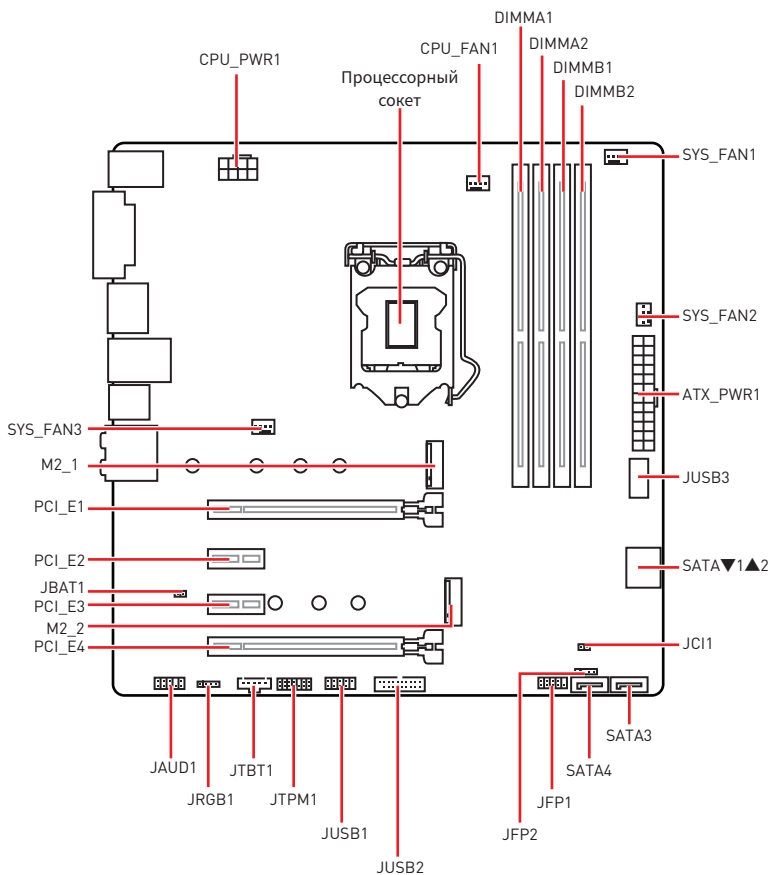 DIMMA1
CPU_FAN1
DIMMA2
CPU_PWR1
DIMMB1
Процессорный
сокет
DIMMB2
SYS_FAN1
SYS_FAN2
ATX_PWR1
SYS_FAN3
M2_1
JUSB3
PCI_E1
PCI_E2
SATA▼1▲2
JBAT1
PCI_E3
M2_2
PCI_E4
JCI1
SATA3
JAUD1
JTBT1
SATA4
JRGB1
JTPM1
JFP1
JUSB1
JFP2
JUSB2